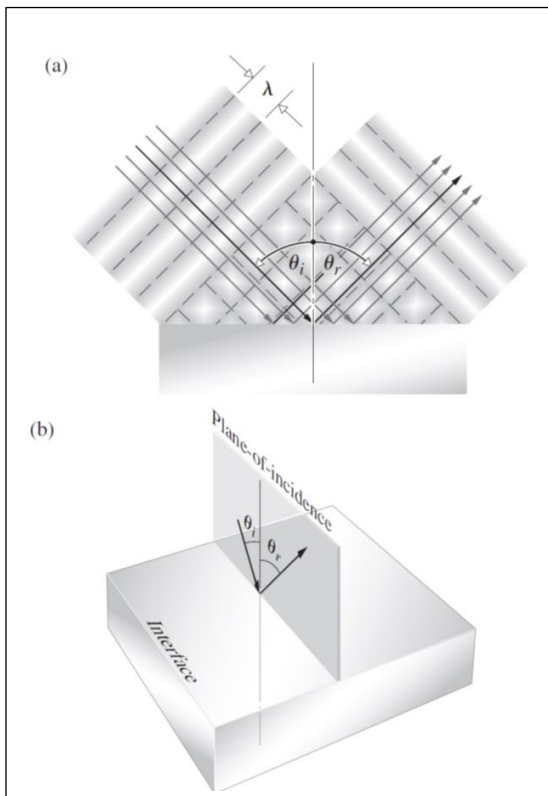 (a)
λ
θi θr
(b)
Plane-of-incidence
θi
θr
Interface